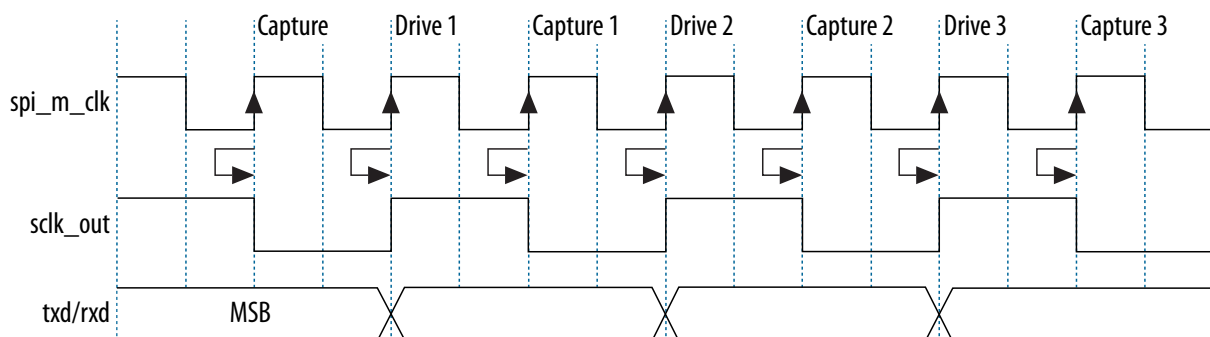 Capture Drive 1 Capture 1 Drive 2 Capture 2 Drive 3 Capture 3
spi_m_clk
sclk_out
txd/rxd MSB